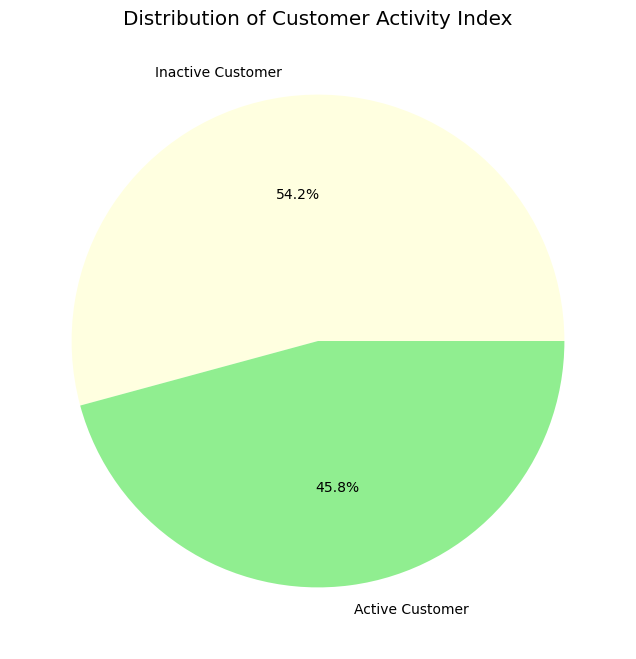 Distribution of Customer Activity Index
Inactive Customer
54.2%
45.8%
Active Customer